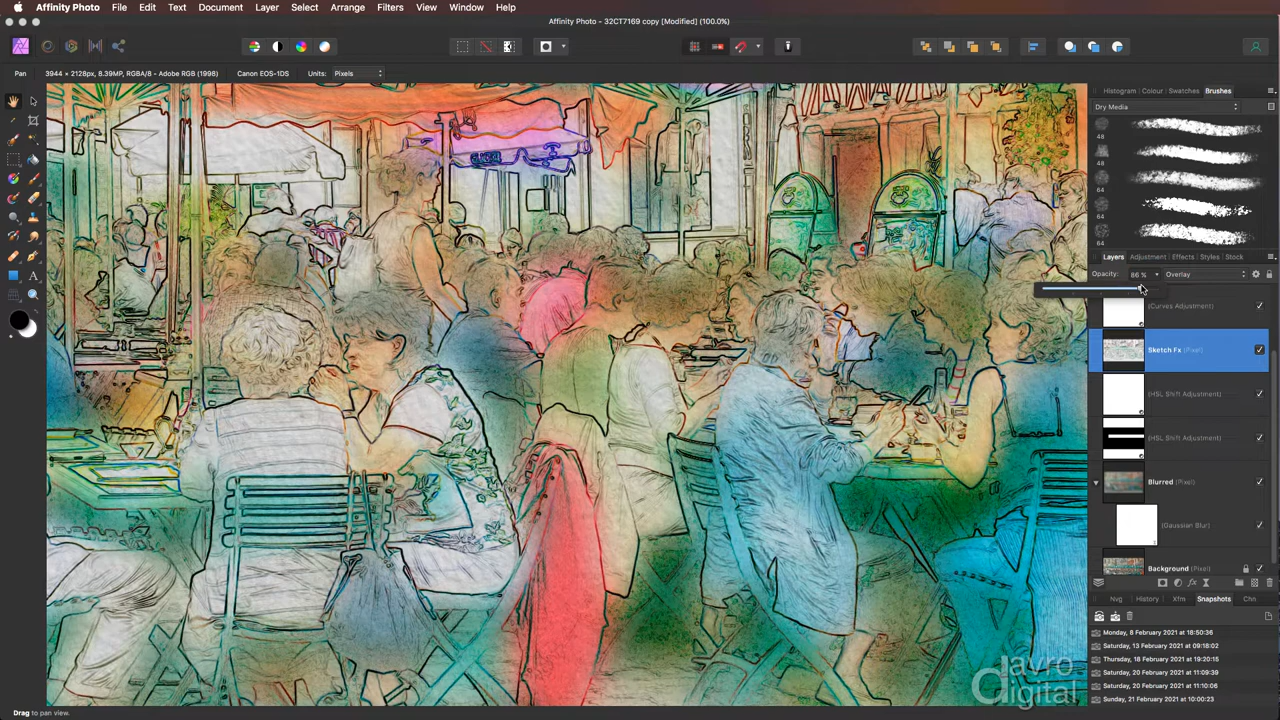 Affinity Photo File Edit Text Document Layer Select Arrange Filters View Window Help
Affinity Photo - 32CT7169 copy [Modified] (100.0%)
Pan 3944 × 2128px, 8.39MP, RGBA/8 - Adobe RGB (1998) Canon EOS-1DS Units: Pixels
Histogram Colour Swatches Brushes
Dry Media
48
48
64
64
64
Layers Adjustment Effects Styles Stock
Opacity: 86 % Overlay
(Curves Adjustment)
Sketch Fx (Pixel)
(HSL Shift Adjustment)
(HSL Shift Adjustment)
Blurred (Pixel)
(Gaussian Blur)
Background (Pixel)
Nvg History Xfm Snapshots Chn
Monday, 8 February 2021 at 18:50:36
Saturday, 13 February 2021 at 09:18:02
Thursday, 18 February 2021 at 19:20:15
Saturday, 20 February 2021 at 11:09:39
Saturday, 20 February 2021 at 11:10:06
Sunday, 21 February 2021 at 10:00:23
davro
digital
Drag to pan view.